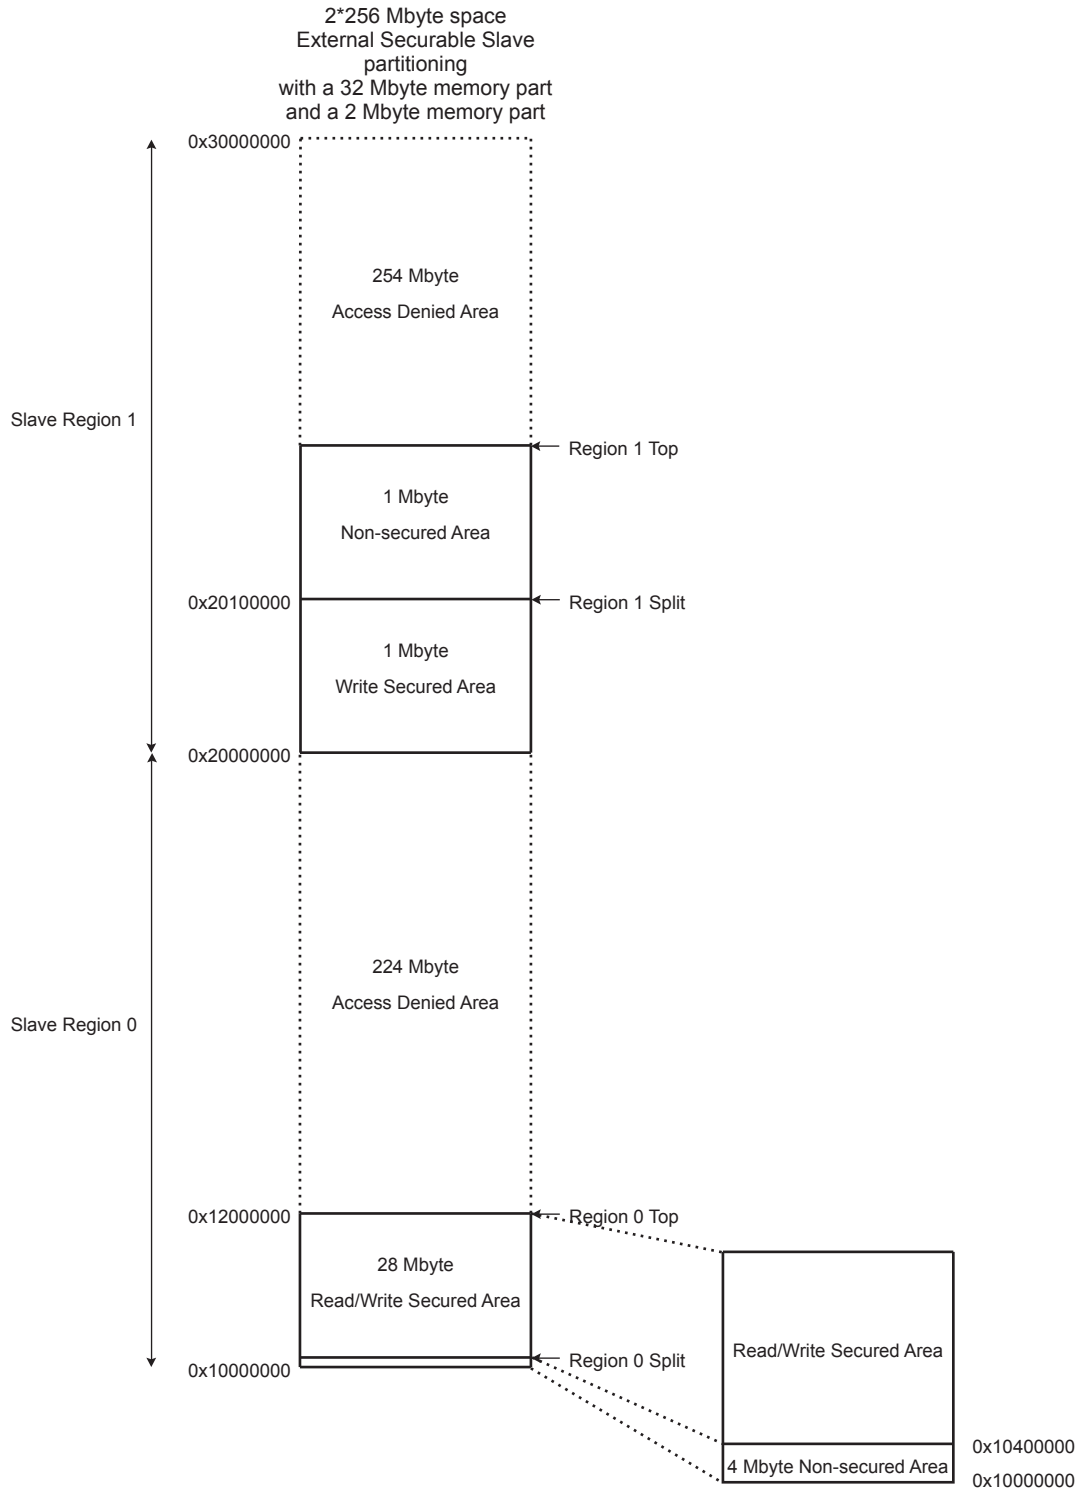 2*256 Mbyte space
External Securable Slave
partitioning
with a 32 Mbyte memory part
and a 2 Mbyte memory part
0x30000000
254 Mbyte
Access Denied Area
Slave Region 1
Region 1 Top
1 Mbyte
Non-secured Area
0x20100000
Region 1 Split
1 Mbyte
Write Secured Area
0x20000000
224 Mbyte
Access Denied Area
Slave Region 0
0x12000000
Region 0 Top
28 Mbyte
Read/Write Secured Area
Read/Write Secured Area
Region 0 Split
0x10000000
0x10400000
4 Mbyte Non-secured Area
0x10000000